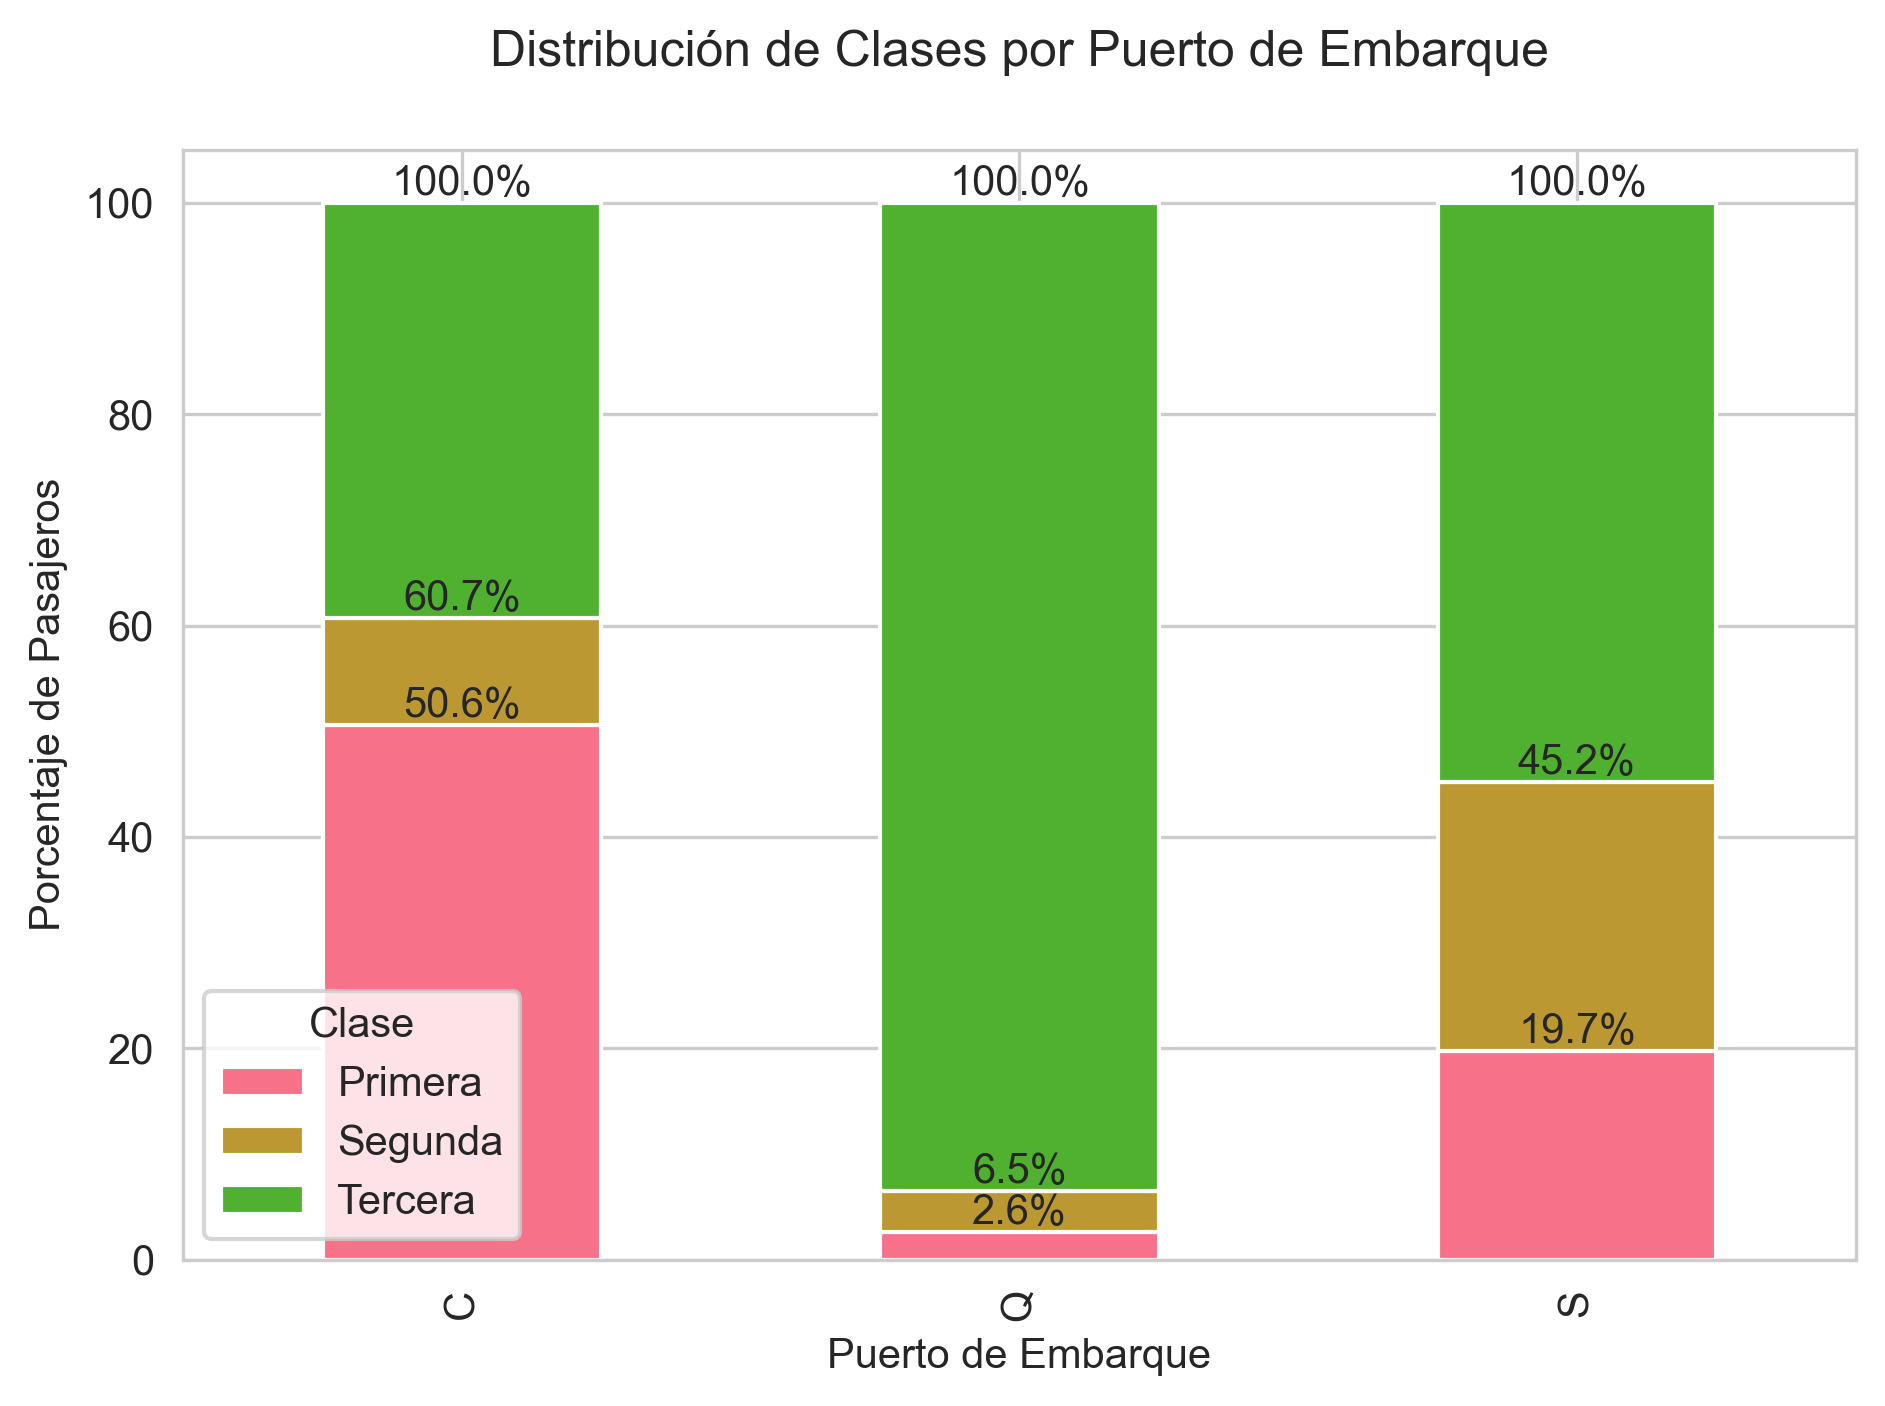 Distribución de Clases por Puerto de Embarque
100.0% 100.0% 100.0%
100
80
60.7%
60
50.6%
45.2%
40
19.7%
20
6.5%
2.6%
0
Porcentaje de Pasajeros
Clase
Primera
Segunda
Tercera
C Q S
Puerto de Embarque